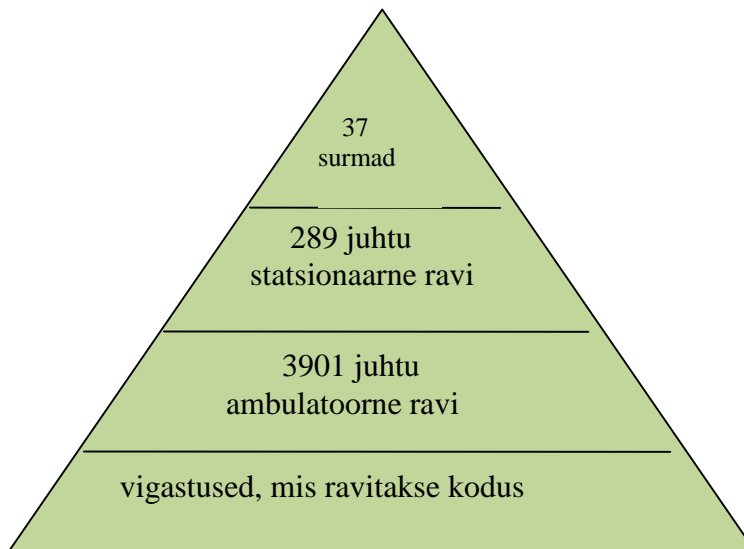 37
surmad
289 juhtu
statsionaarne ravi
3901 juhtu
ambulatoorne ravi
vigastused, mis ravitakse kodus